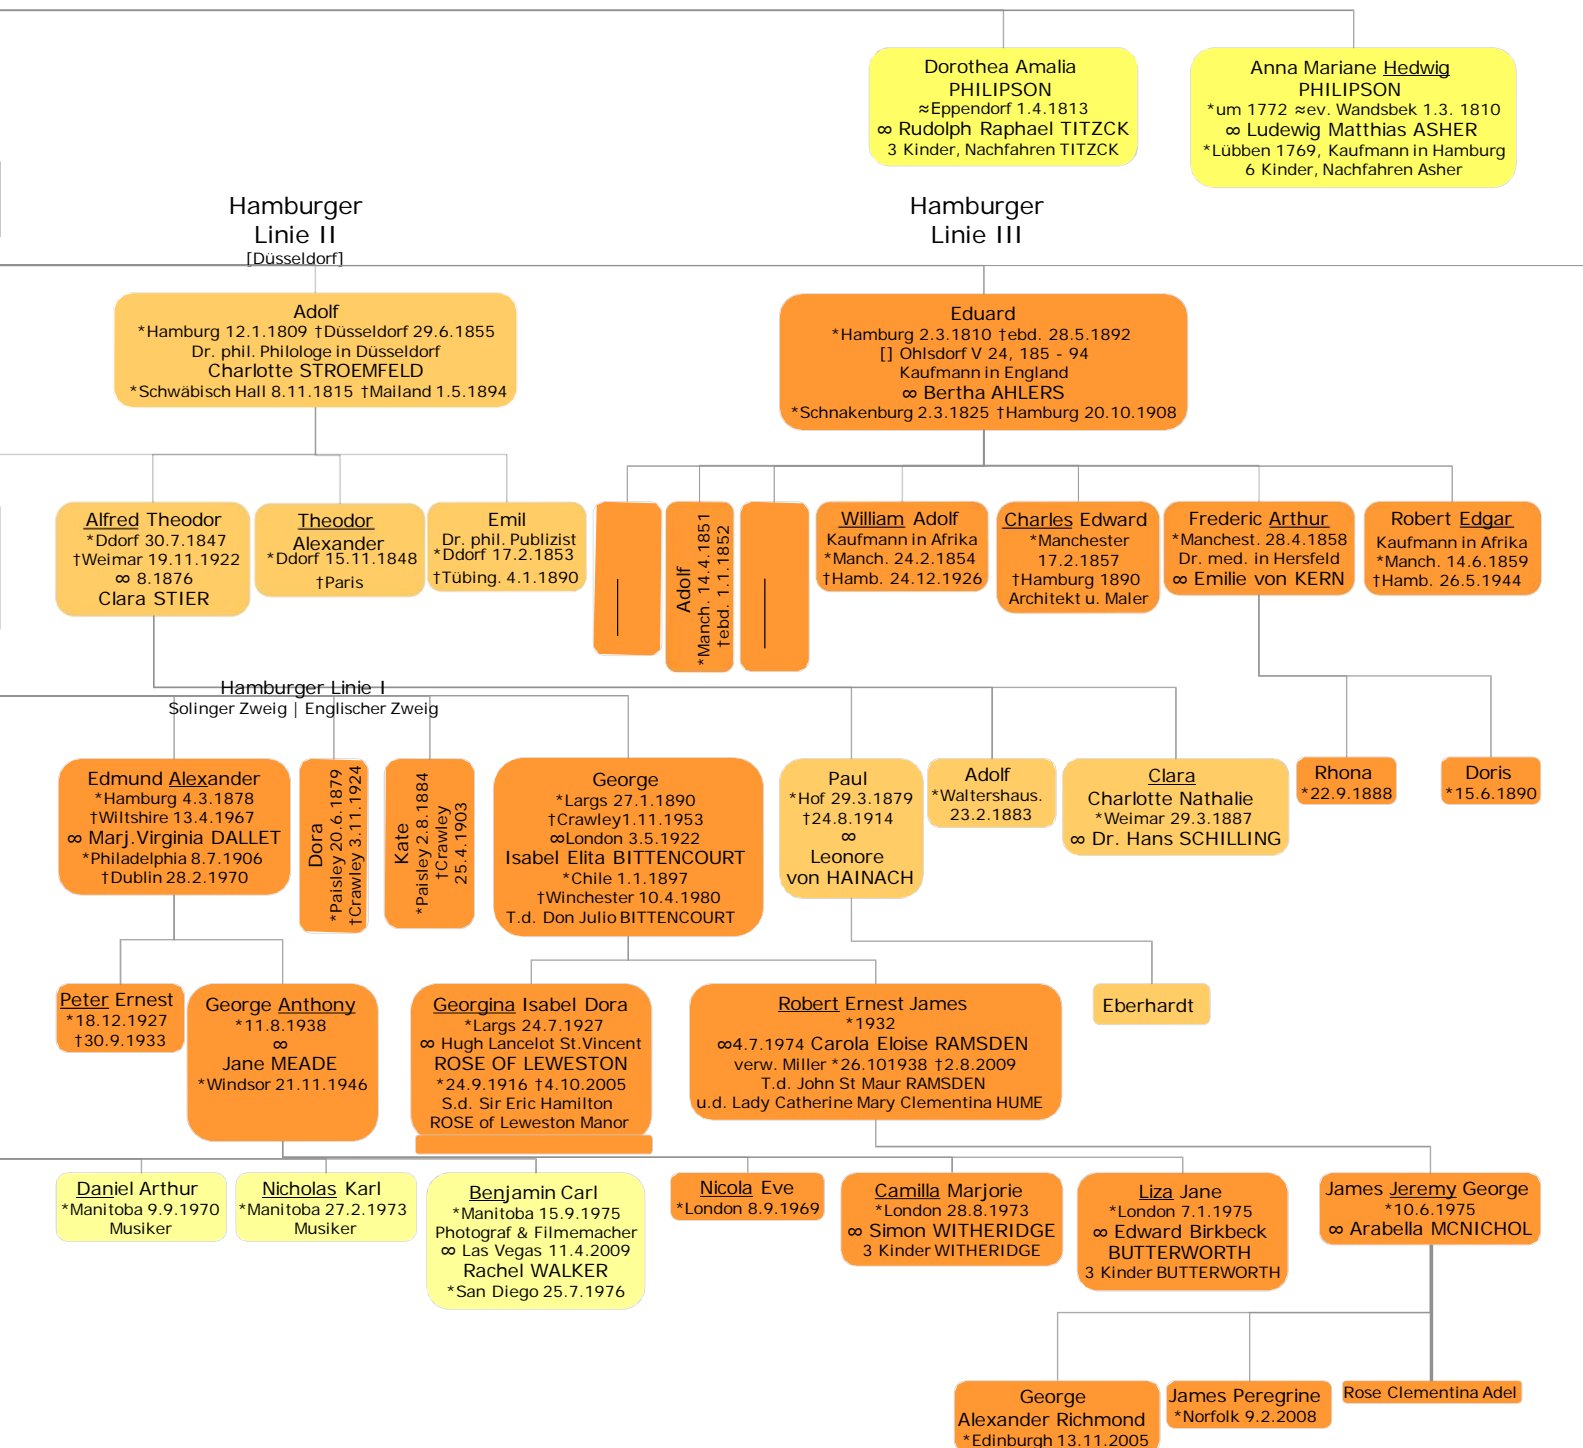 Dorothea Amalia
PHILIPSON
≈Eppendorf 1.4.1813
∞ Rudolph Raphael TITZCK
3 Kinder, Nachfahren TITZCK
Anna Mariane Hedwig
PHILIPSON
*um 1772 ≈ev. Wandsbek 1.3. 1810
∞ Ludewig Matthias ASHER
*Lübben 1769, Kaufmann in Hamburg
6 Kinder, Nachfahren Asher
Hamburger
Linie II
[Düsseldorf]
Hamburger
Linie III
Adolf
*Hamburg 12.1.1809 †Düsseldorf 29.6.1855
Dr. phil. Philologe in Düsseldorf
Charlotte STROEMFELD
*Schwäbisch Hall 8.11.1815 †Mailand 1.5.1894
Eduard
*Hamburg 2.3.1810 †ebd. 28.5.1892
[] Ohlsdorf V 24, 185 - 94
Kaufmann in England
∞ Bertha AHLERS
*Schnakenburg 2.3.1825 †Hamburg 20.10.1908
Alfred Theodor
*Ddorf 30.7.1847
†Weimar 19.11.1922
∞ 8.1876
Clara STIER
Theodor
Alexander
*Ddorf 15.11.1848
†Paris
Emil
Dr. phil. Publizist
*Ddorf 17.2.1853
†Tübing. 4.1.1890
Adolf
*Manch. 14.4.1851
†ebd. 1.1.1852
William Adolf
Kaufmann in Afrika
*Manch. 24.2.1854
†Hamb. 24.12.1926
Charles Edward
*Manchester
17.2.1857
†Hamburg 1890
Architekt u. Maler
Frederic Arthur
*Manchest. 28.4.1858
Dr. med. in Hersfeld
∞ Emilie von KERN
Robert Edgar
Kaufmann in Afrika
*Manch. 14.6.1859
†Hamb. 26.5.1944
Hamburger Linie I
Solinger Zweig | Englischer Zweig
Edmund Alexander
*Hamburg 4.3.1878
†Wiltshire 13.4.1967
∞ Marj.Virginia DALLET
*Philadelphia 8.7.1906
†Dublin 28.2.1970
Dora
*Paisley 20.6.1879
†Crawley 3.11.1924
Kate
*Paisley 2.8.1884
†Crawley
25.4.1903
George
*Largs 27.1.1890
†Crawley1.11.1953
∞London 3.5.1922
Isabel Elita BITTENCOURT
*Chile 1.1.1897
†Winchester 10.4.1980
T.d. Don Julio BITTENCOURT
Paul
*Hof 29.3.1879
†24.8.1914
∞
Leonore
von HAINACH
Adolf
*Waltershaus.
23.2.1883
Clara
Charlotte Nathalie
*Weimar 29.3.1887
∞ Dr. Hans SCHILLING
Rhona
*22.9.1888
Doris
*15.6.1890
Peter Ernest
*18.12.1927
†30.9.1933
George Anthony
*11.8.1938
∞
Jane MEADE
*Windsor 21.11.1946
Georgina Isabel Dora
*Largs 24.7.1927
∞ Hugh Lancelot St.Vincent
ROSE OF LEWESTON
*24.9.1916 †4.10.2005
S.d. Sir Eric Hamilton
ROSE of Leweston Manor
Robert Ernest James
*1932
∞4.7.1974 Carola Eloise RAMSDEN
verw. Miller *26.101938 †2.8.2009
T.d. John St Maur RAMSDEN
u.d. Lady Catherine Mary Clementina HUME
Eberhardt
Daniel Arthur
*Manitoba 9.9.1970
Musiker
Nicholas Karl
*Manitoba 27.2.1973
Musiker
Benjamin Carl
*Manitoba 15.9.1975
Photograf & Filmemacher
∞ Las Vegas 11.4.2009
Rachel WALKER
*San Diego 25.7.1976
Nicola Eve
*London 8.9.1969
Camilla Marjorie
*London 28.8.1973
∞ Simon WITHERIDGE
3 Kinder WITHERIDGE
Liza Jane
*London 7.1.1975
∞ Edward Birkbeck
BUTTERWORTH
3 Kinder BUTTERWORTH
James Jeremy George
*10.6.1975
∞ Arabella MCNICHOL
George
Alexander Richmond
*Edinburgh 13.11.2005
James Peregrine
*Norfolk 9.2.2008
Rose Clementina Adel